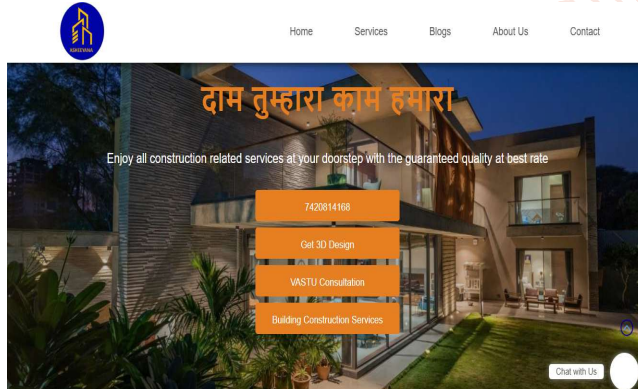 KSHEEVANA
Home Services Blogs About Us Contact
दाम तुम्हारा काम हमारा
Enjoy all construction related services at your doorstep with the guaranteed quality at best rate
7420814168
Get 3D Design
VASTU Consultation
Building Construction Services
Chat with Us